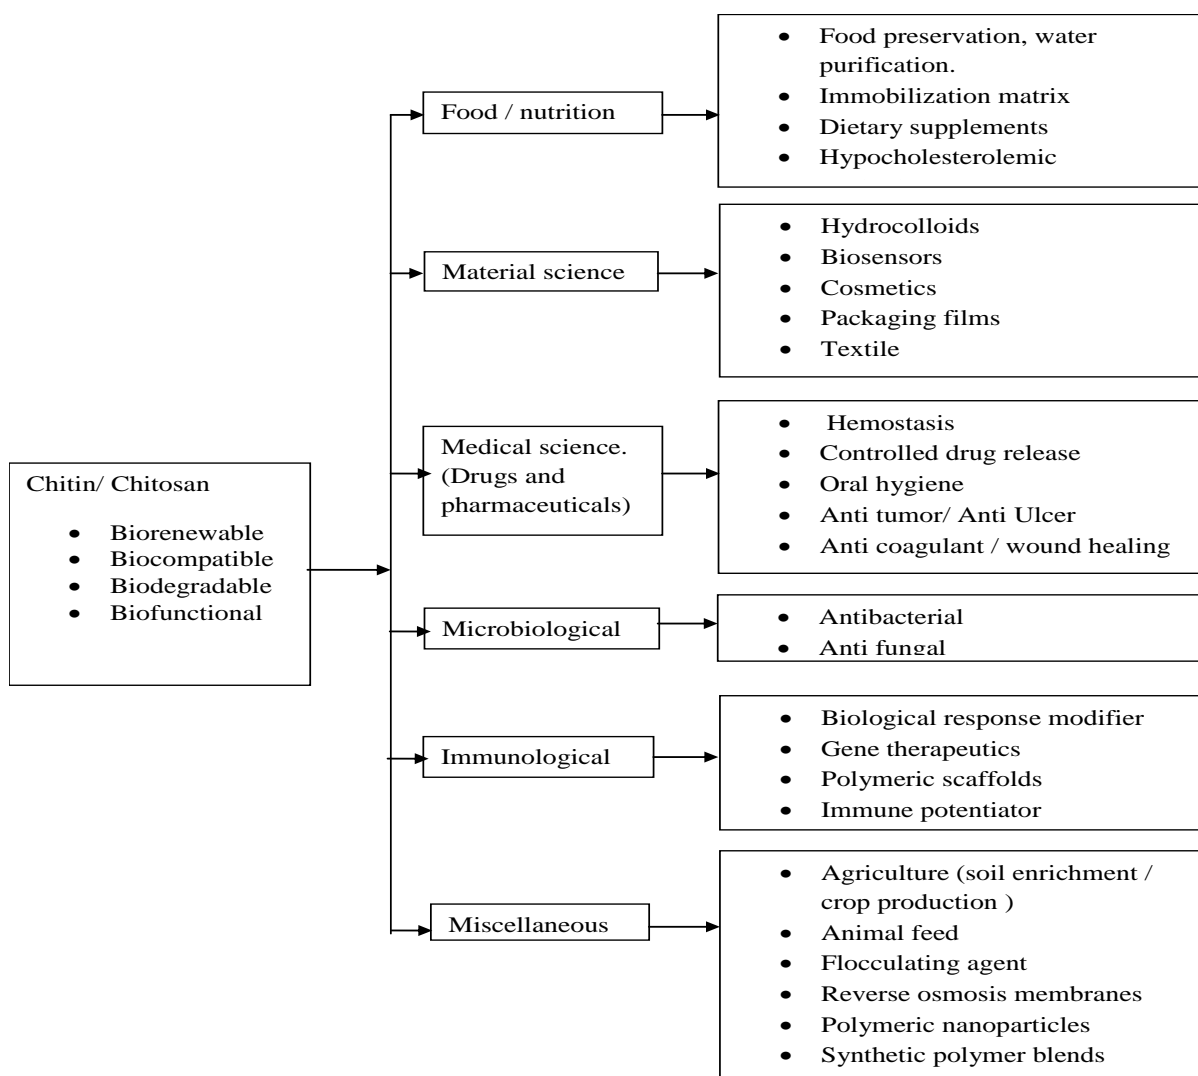 Food / nutrition
• Food preservation, water
purification.
• Immobilization matrix
• Dietary supplements
• Hypocholesterolemic
Material science
• Hydrocolloids
• Biosensors
• Cosmetics
• Packaging films
• Textile
Chitin/ Chitosan
• Biorenewable
• Biocompatible
• Biodegradable
• Biofunctional
Medical science.
(Drugs and
pharmaceuticals)
• Hemostasis
• Controlled drug release
• Oral hygiene
• Anti tumor/ Anti Ulcer
• Anti coagulant / wound healing
Microbiological
• Antibacterial
• Anti fungal
Immunological
• Biological response modifier
• Gene therapeutics
• Polymeric scaffolds
• Immune potentiator
Miscellaneous
• Agriculture (soil enrichment /
crop production )
• Animal feed
• Flocculating agent
• Reverse osmosis membranes
• Polymeric nanoparticles
• Synthetic polymer blends